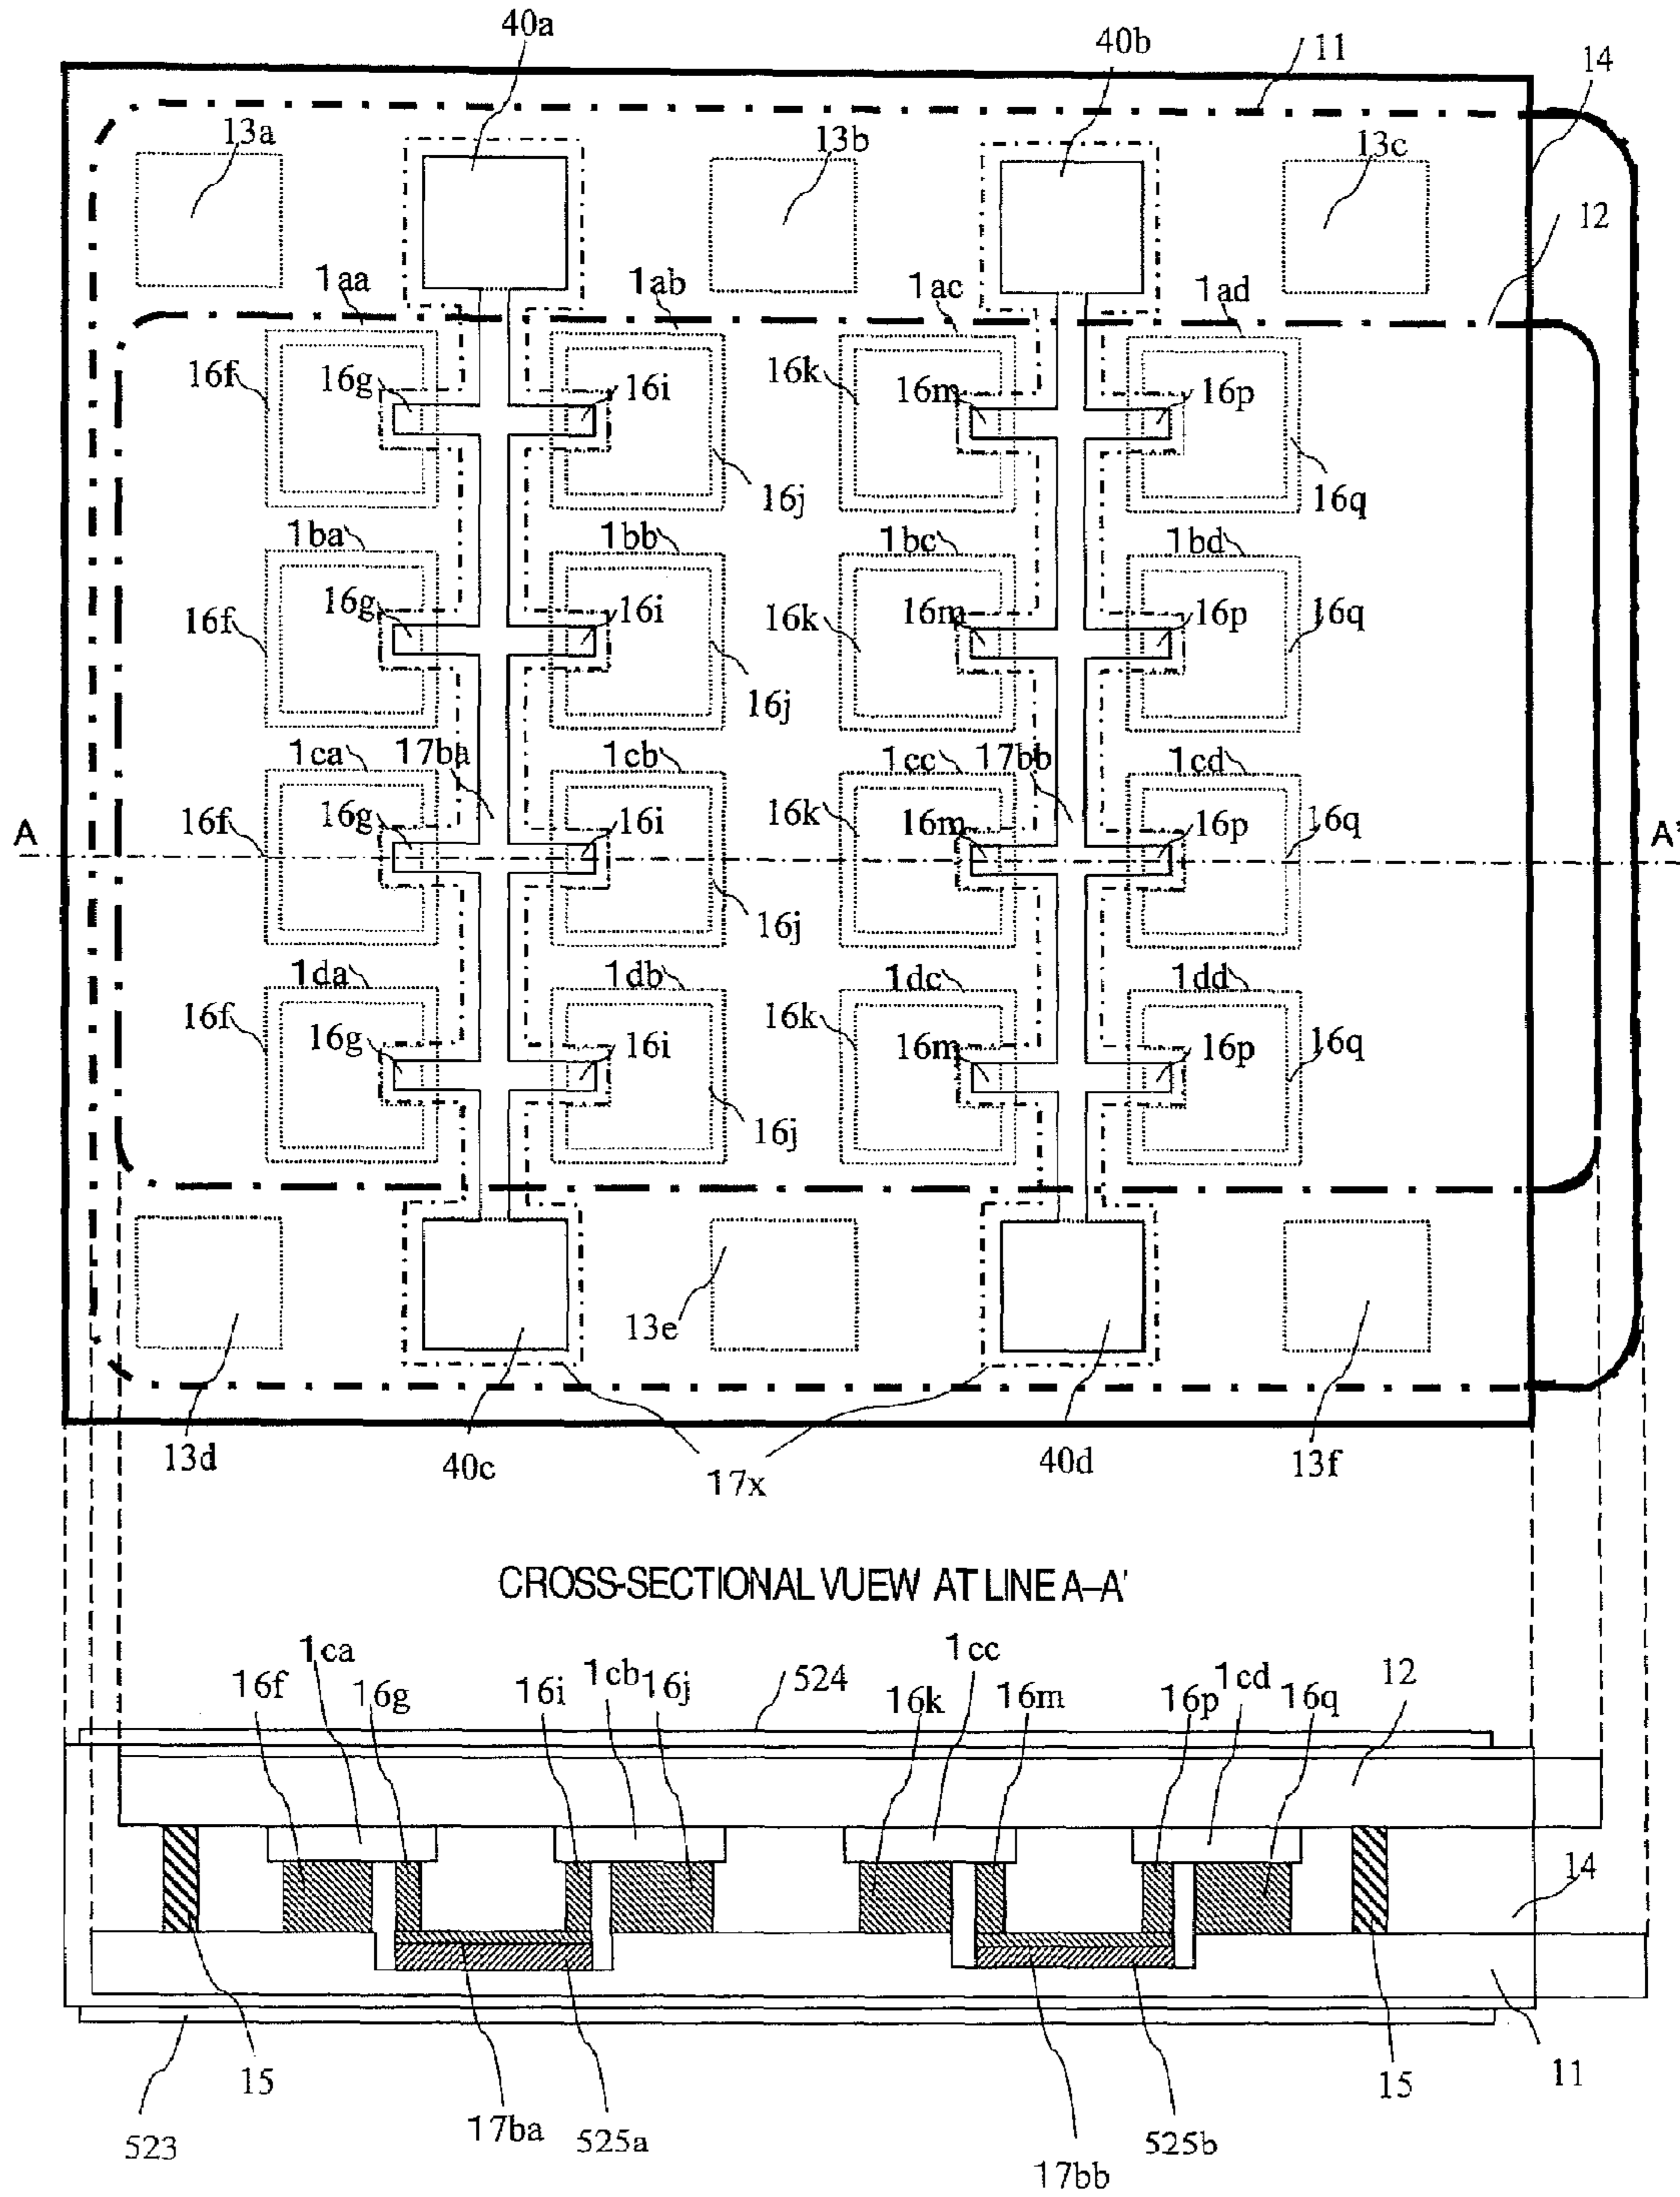 40a 40b 11 14
13a 13b 13c 12
1aa 1ab 1ac 1ad
16f 16g 16i 16k 16m 16p
16j 16q
1ba 1bb 1bc 1bd
16f 16g 16i 16k 16m 16p 16q
16j
1ca 17ba 1cb 1cc 17bb 1cd
A 16f 16g 16i 16k 16m 16p 16q A'
16j
1da 1db 1dc 1dd
16f 16g 16i 16k 16m 16p 16q
16j
13e
13d 40c 17x 40d 13f
CROSS-SECTIONAL VUEW AT LINE A-A'
1ca 1cb 524 1cc 1cd 12
16f 16g 16i 16j 16k 16m 16p 16q
14
15 15 11
523 17ba 525a 17bb 525b